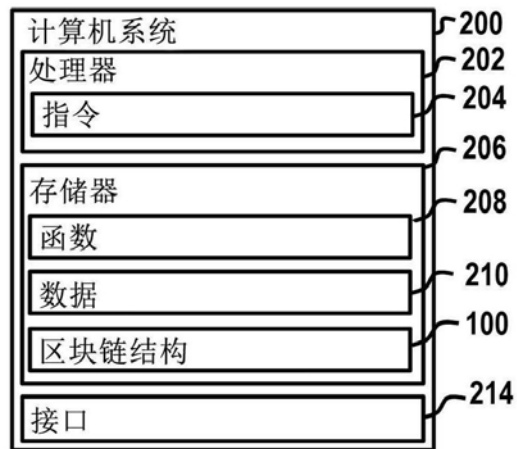 计算机系统 200
处理器 202
指令 204
存储器 206
函数 208
数据 210
区块链结构 100
接口 214